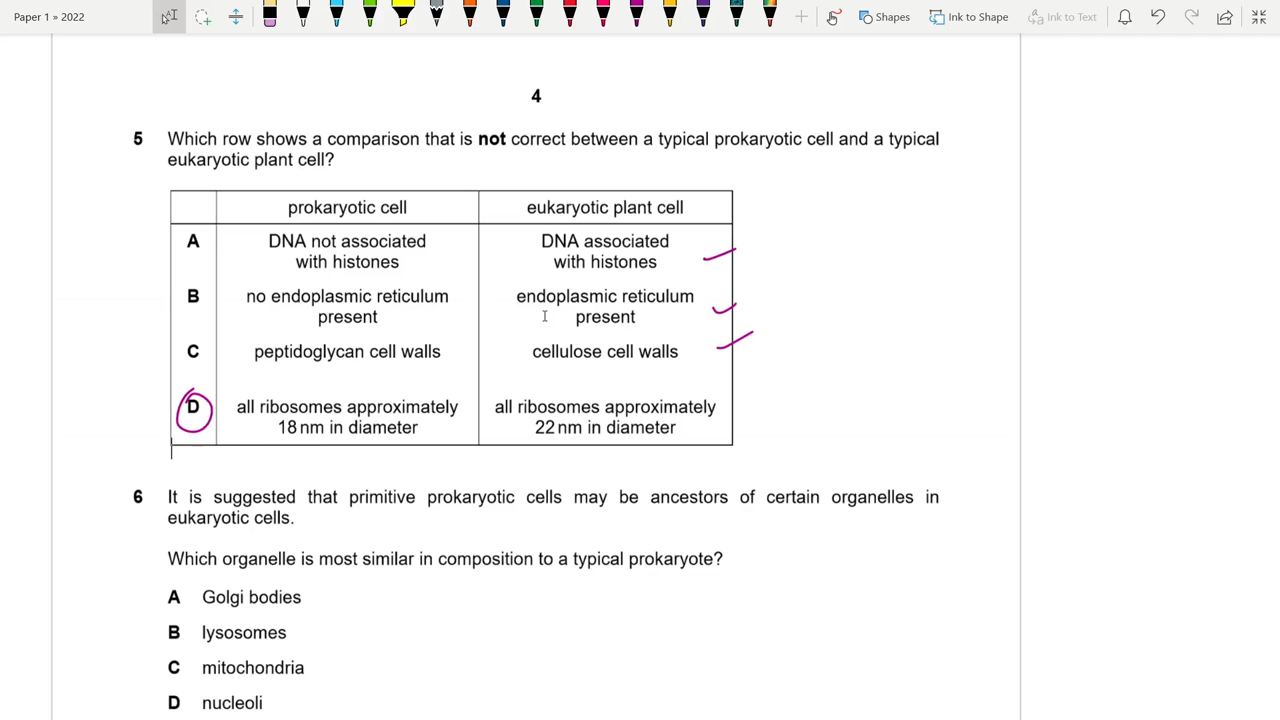 Paper 1 » 2022
Shapes
Ink to Shape
Ink to Text
4
5 Which row shows a comparison that is not correct between a typical prokaryotic cell and a typical
eukaryotic plant cell?
prokaryotic cell eukaryotic plant cell
A DNA not associated DNA associated
with histones with histones
B no endoplasmic reticulum endoplasmic reticulum
present present
C peptidoglycan cell walls cellulose cell walls
D all ribosomes approximately all ribosomes approximately
18 nm in diameter 22 nm in diameter
6 It is suggested that primitive prokaryotic cells may be ancestors of certain organelles in
eukaryotic cells.
Which organelle is most similar in composition to a typical prokaryote?
A Golgi bodies
B lysosomes
C mitochondria
D nucleoli